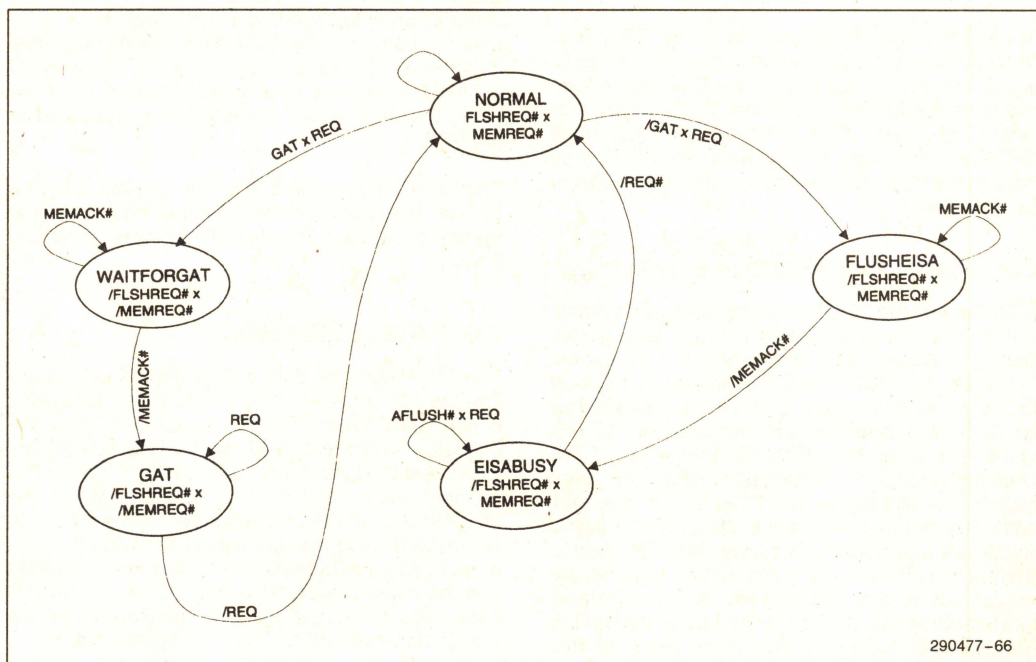 NORMAL
FLSHREQ# x
MEMREQ#
GAT x REQ
/GAT x REQ
/REQ#
MEMACK#
WAITFORGAT
/FLSHREQ# x
/MEMREQ#
MEMACK#
FLUSHEISA
/FLSHREQ# x
MEMREQ#
/MEMACK#
/MEMACK#
REQ
GAT
/FLSHREQ# x
/MEMREQ#
AFLUSH# x REQ
EISABUSY
/FLSHREQ# x
MEMREQ#
/REQ
290477-66